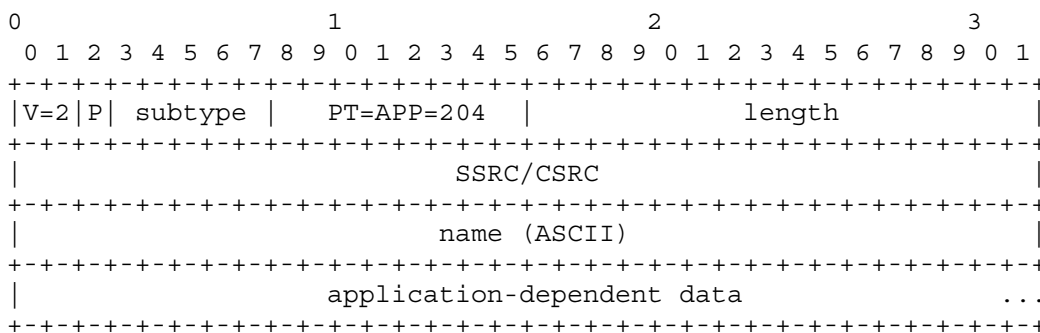 0                   1                   2                   3
 0 1 2 3 4 5 6 7 8 9 0 1 2 3 4 5 6 7 8 9 0 1 2 3 4 5 6 7 8 9 0 1
+-+-+-+-+-+-+-+-+-+-+-+-+-+-+-+-+-+-+-+-+-+-+-+-+-+-+-+-+-+-+-+-+
|V=2|P| subtype |   PT=APP=204  |             length            |
+-+-+-+-+-+-+-+-+-+-+-+-+-+-+-+-+-+-+-+-+-+-+-+-+-+-+-+-+-+-+-+-+
|                           SSRC/CSRC                           |
+-+-+-+-+-+-+-+-+-+-+-+-+-+-+-+-+-+-+-+-+-+-+-+-+-+-+-+-+-+-+-+-+
|                          name (ASCII)                         |
+-+-+-+-+-+-+-+-+-+-+-+-+-+-+-+-+-+-+-+-+-+-+-+-+-+-+-+-+-+-+-+-+
|                   application-dependent data                ...
+-+-+-+-+-+-+-+-+-+-+-+-+-+-+-+-+-+-+-+-+-+-+-+-+-+-+-+-+-+-+-+-+